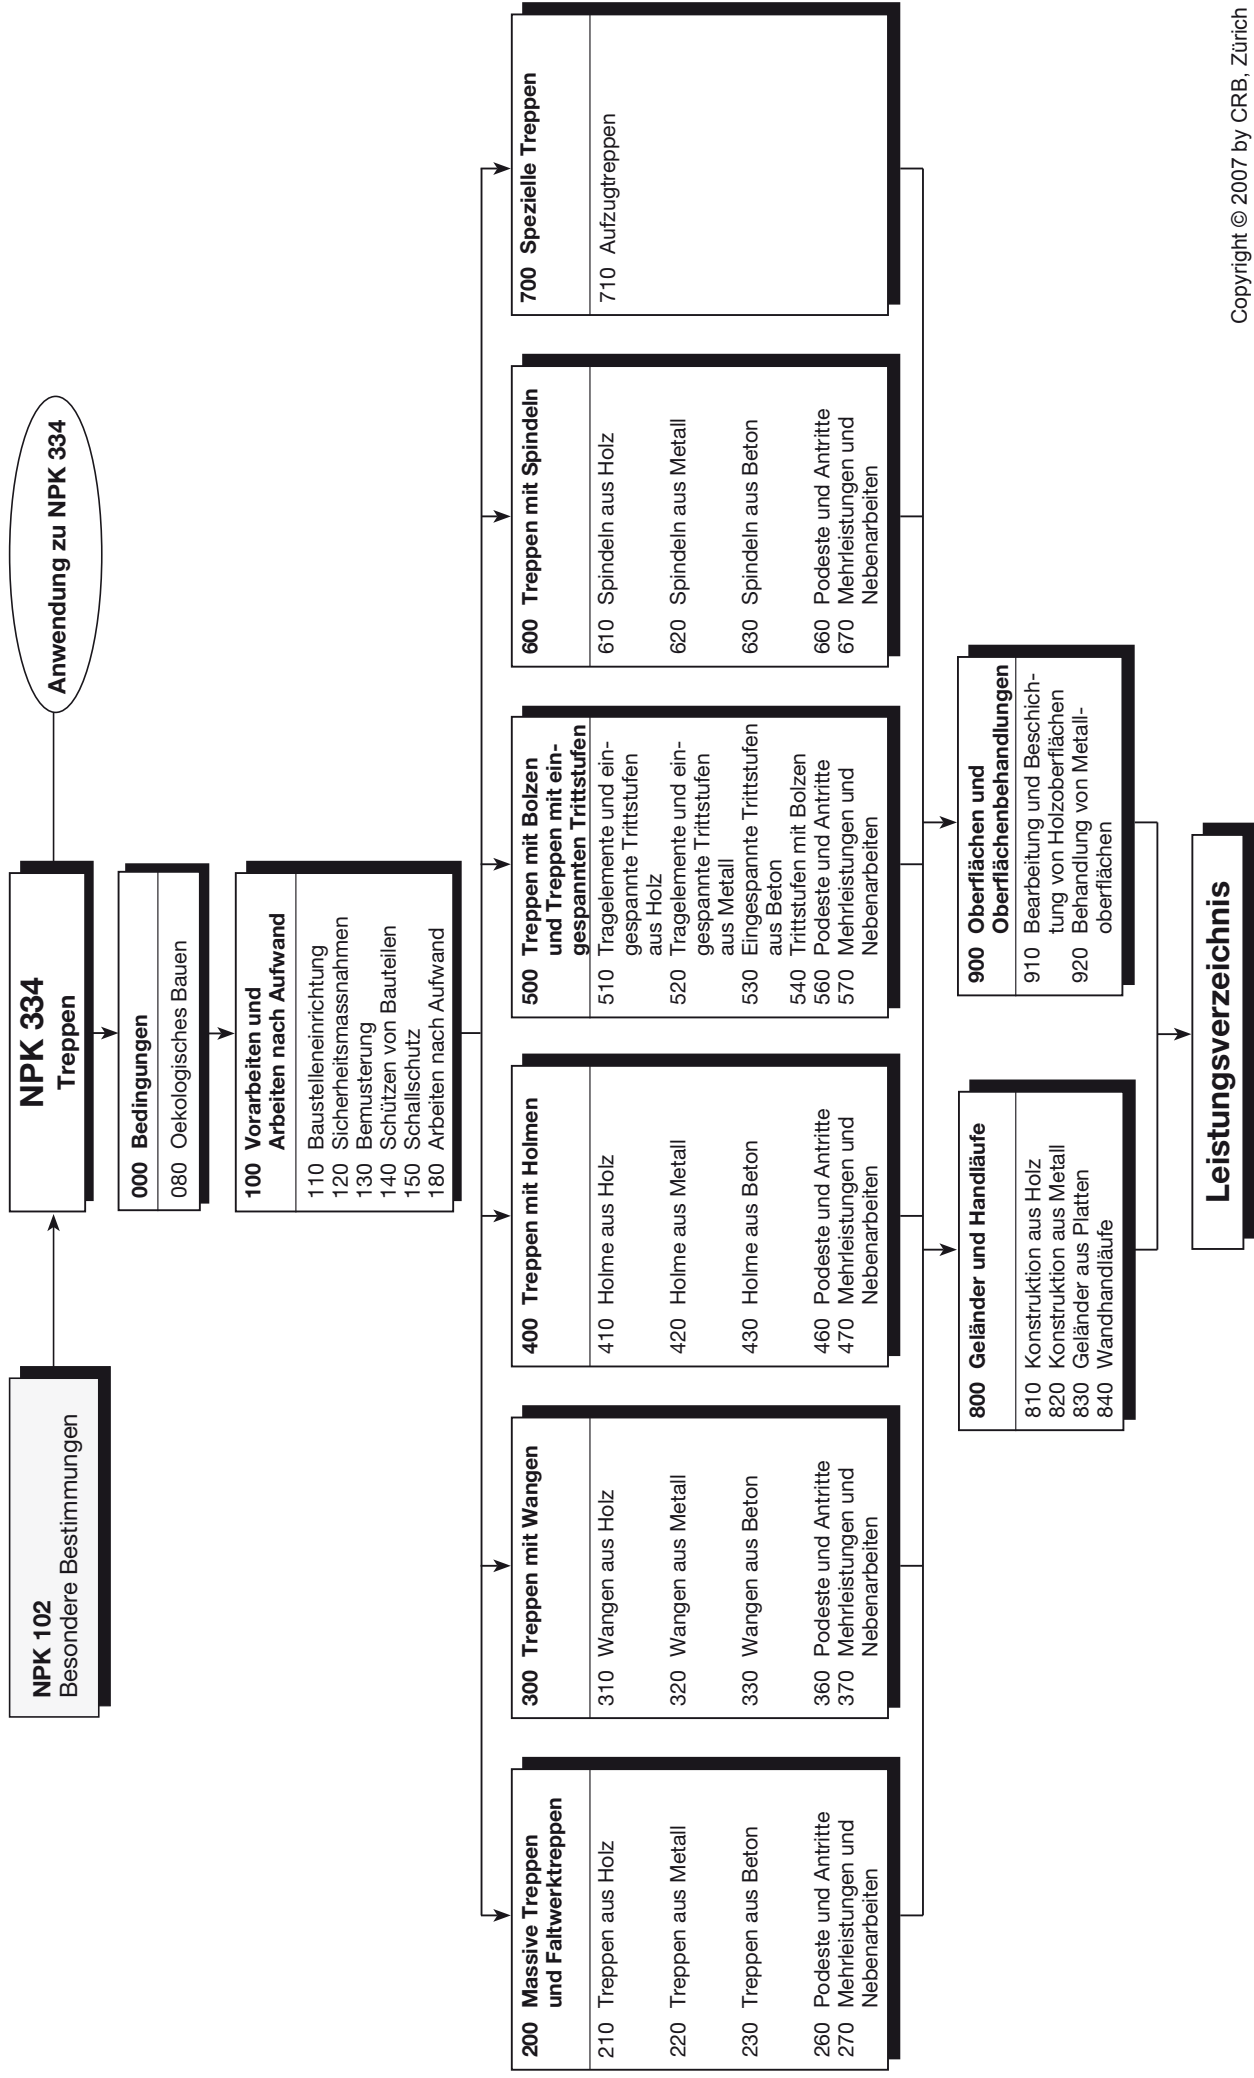 NPK 102
Besondere Bestimmungen
NPK 334
Treppen
Anwendung zu NPK 334
000 Bedingungen
080 Oekologisches Bauen
100 Vorarbeiten und
Arbeiten nach Aufwand
110 Baustelleneinrichtung
120 Sicherheitsmassnahmen
130 Bemusterung
140 Schützen von Bauteilen
150 Schallschutz
180 Arbeiten nach Aufwand
200 Massive Treppen
und Faltwerktreppen
210 Treppen aus Holz
220 Treppen aus Metall
230 Treppen aus Beton
260 Podeste und Antritte
270 Mehrleistungen und
Nebenarbeiten
300 Treppen mit Wangen
310 Wangen aus Holz
320 Wangen aus Metall
330 Wangen aus Beton
360 Podeste und Antritte
370 Mehrleistungen und
Nebenarbeiten
400 Treppen mit Holmen
410 Holme aus Holz
420 Holme aus Metall
430 Holme aus Beton
460 Podeste und Antritte
470 Mehrleistungen und
Nebenarbeiten
500 Treppen mit Bolzen
und Treppen mit ein-
gespannten Trittstufen
510 Tragelemente und ein-
gespannte Trittstufen
aus Holz
520 Tragelemente und ein-
gespannte Trittstufen
aus Metall
530 Eingespannte Trittstufen
aus Beton
540 Trittstufen mit Bolzen
560 Podeste und Antritte
570 Mehrleistungen und
Nebenarbeiten
600 Treppen mit Spindeln
610 Spindeln aus Holz
620 Spindeln aus Metall
630 Spindeln aus Beton
660 Podeste und Antritte
670 Mehrleistungen und
Nebenarbeiten
700 Spezielle Treppen
710 Aufzugtreppen
800 Geländer und Handläufe
810 Konstruktion aus Holz
820 Konstruktion aus Metall
830 Geländer aus Platten
840 Wandhandläufe
900 Oberflächen und
Oberflächenbehandlungen
910 Bearbeitung und Beschich-
tung von Holzoberflächen
920 Behandlung von Metall-
oberflächen
Leistungsverzeichnis
Copyright © 2007 by CRB, Zürich